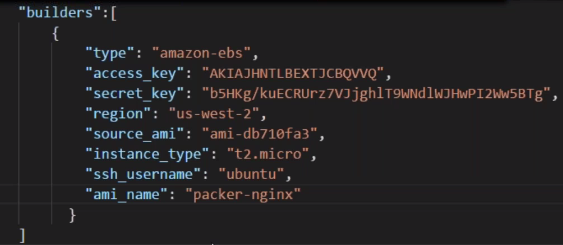 "builders":[
{
"type": "amazon-ebs",
"access_key": "AKIAJHNTLBEXTJCBQVVQ",
"secret_key": "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",
"region": "us-west-2",
"source_ami": "ami-db710fa3",
"instance_type": "t2.micro",
"ssh_username": "ubuntu",
"ami_name": "packer-nginx"
}
]